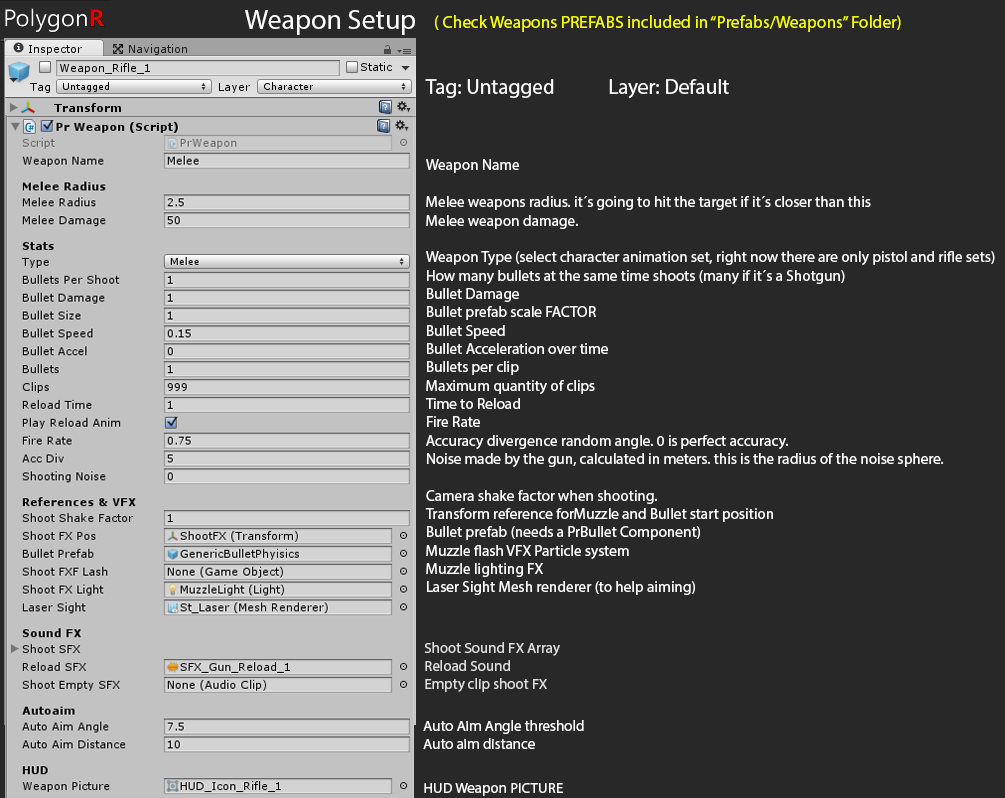 PolygonR Weapon Setup ( Check Weapons PREFABS included in “Prefabs/Weapons” Folder)
Inspector Navigation
Weapon_Rifle_1 Static
Tag Untagged Layer Character Tag: Untagged Layer: Default
Transform
Pr Weapon (Script)
Script PrWeapon
Weapon Name Melee Weapon Name
Melee Radius
Melee Radius 2.5 Melee weapons radius. it´s going to hit the target if it´s closer than this
Melee Damage 50 Melee weapon damage.
Stats
Type Melee Weapon Type (select character animation set, right now there are only pistol and rifle sets)
Bullets Per Shoot 1 How many bullets at the same time shoots (many if it´s a Shotgun)
Bullet Damage 1 Bullet Damage
Bullet Size 1 Bullet prefab scale FACTOR
Bullet Speed 0.15 Bullet Speed
Bullet Accel 0 Bullet Acceleration over time
Bullets 1 Bullets per clip
Clips 999 Maximum quantity of clips
Reload Time 1 Time to Reload
Play Reload Anim Fire Rate
Fire Rate 0.75 Accuracy divergence random angle. 0 is perfect accuracy.
Acc Div 5 Noise made by the gun, calculated in meters. this is the radius of the noise sphere.
Shooting Noise 0
References & VFX Camera shake factor when shooting.
Shoot Shake Factor 1 Transform reference forMuzzle and Bullet start position
Shoot FX Pos ShootFX (Transform) Bullet prefab (needs a PrBullet Component)
Bullet Prefab GenericBulletPhyisics Muzzle flash VFX Particle system
Shoot FXF Lash None (Game Object) Muzzle lighting FX
Shoot FX Light MuzzleLight (Light) Laser Sight Mesh renderer (to help aiming)
Laser Sight St_Laser (Mesh Renderer)
Sound FX
Shoot SFX Shoot Sound FX Array
Reload SFX SFX_Gun_Reload_1 Reload Sound
Shoot Empty SFX None (Audio Clip) Empty clip shoot FX
Autoaim
Auto Aim Angle 7.5 Auto Aim Angle threshold
Auto Aim Distance 10 Auto aim distance
HUD
Weapon Picture HUD_Icon_Rifle_1 HUD Weapon PICTURE